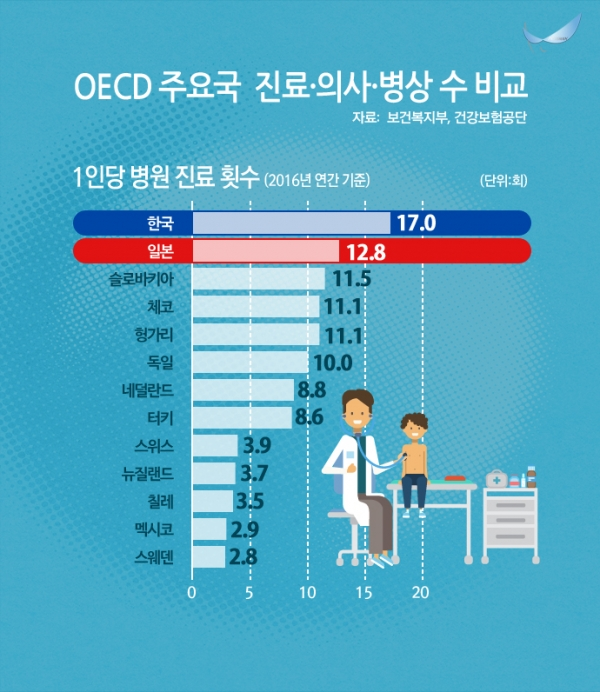 OECD 주요국 진료·의사·병상 수 비교
자료: 보건복지부, 건강보험공단
1인당 병원 진료 횟수 (2016년 연간 기준) (단위:회)
한국 17.0
일본 12.8
슬로바키아 11.5
체코 11.1
헝가리 11.1
독일 10.0
네덜란드 8.8
터키 8.6
스위스 3.9
뉴질랜드 3.7
칠레 3.5
멕시코 2.9
스웨덴 2.8
0 5 10 15 20